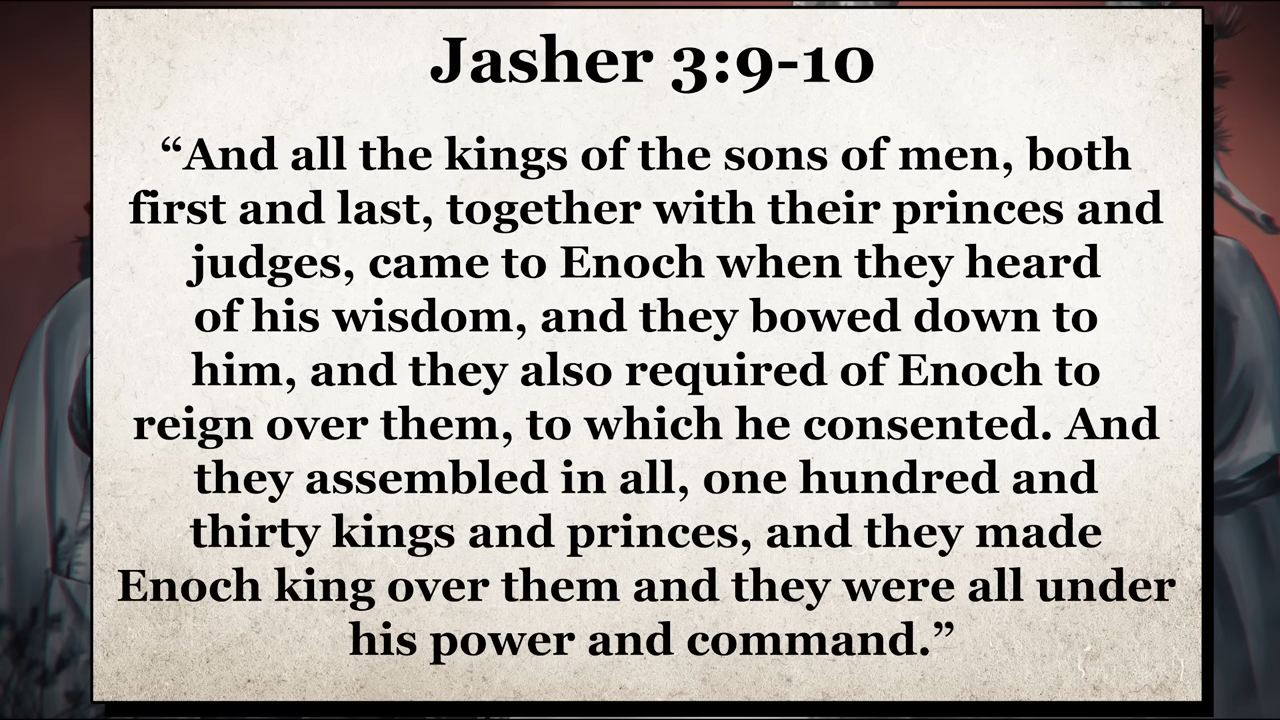 Jasher 3:9-10
“And all the kings of the sons of men, both
first and last, together with their princes and
judges, came to Enoch when they heard
of his wisdom, and they bowed down to
him, and they also required of Enoch to
reign over them, to which he consented. And
they assembled in all, one hundred and
thirty kings and princes, and they made
Enoch king over them and they were all under
his power and command.”